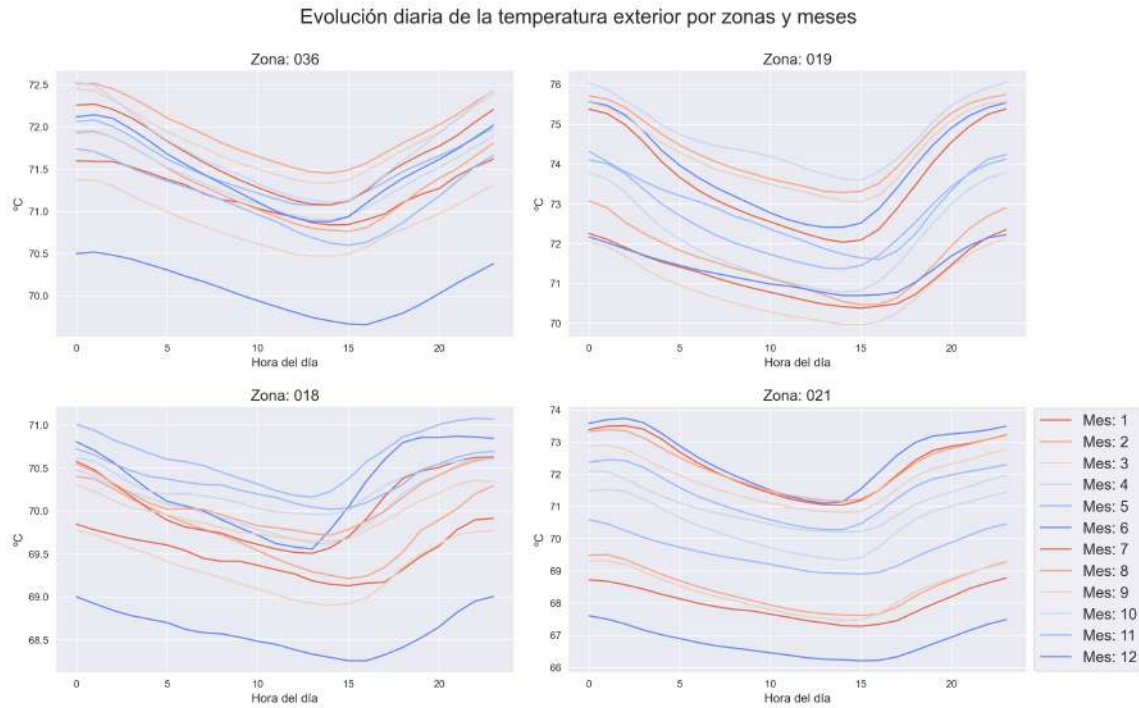 Evolución diaria de la temperatura exterior por zonas y meses
Zona: 036
72.5
72.0
71.5
71.0
70.5
70.0
ºC
0 5 10 15 20
Hora del día
Zona: 019
76
75
74
73
72
71
70
ºC
0 5 10 15 20
Hora del día
Zona: 018
71.0
70.5
70.0
69.5
69.0
68.5
ºC
0 5 10 15 20
Hora del día
Zona: 021
74
73
72
71
70
69
68
67
66
ºC
0 5 10 15 20
Hora del día
Mes: 1
Mes: 2
Mes: 3
Mes: 4
Mes: 5
Mes: 6
Mes: 7
Mes: 8
Mes: 9
Mes: 10
Mes: 11
Mes: 12